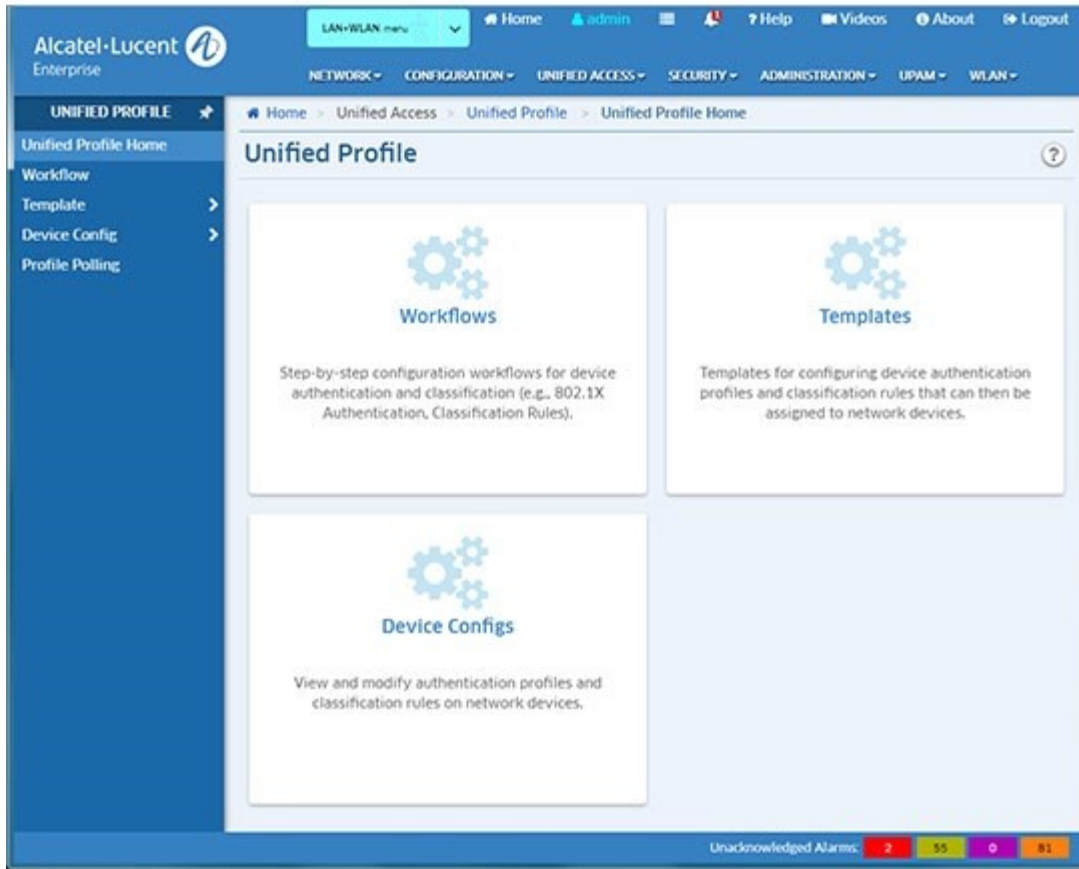 Alcatel·Lucent
Enterprise
LAN+WLAN menu
Home admin 1 ? Help Videos About Logout
NETWORK CONFIGURATION UNIFIED ACCESS SECURITY ADMINISTRATION UPAM WLAN
UNIFIED PROFILE
Unified Profile Home
Workflow
Template
Device Config
Profile Polling
Home > Unified Access > Unified Profile > Unified Profile Home
Unified Profile
?
Workflows
Step-by-step configuration workflows for device
authentication and classification (e.g., 802.1X
Authentication, Classification Rules).
Templates
Templates for configuring device authentication
profiles and classification rules that can then be
assigned to network devices.
Device Configs
View and modify authentication profiles and
classification rules on network devices.
Unacknowledged Alarms: 2 55 0 81